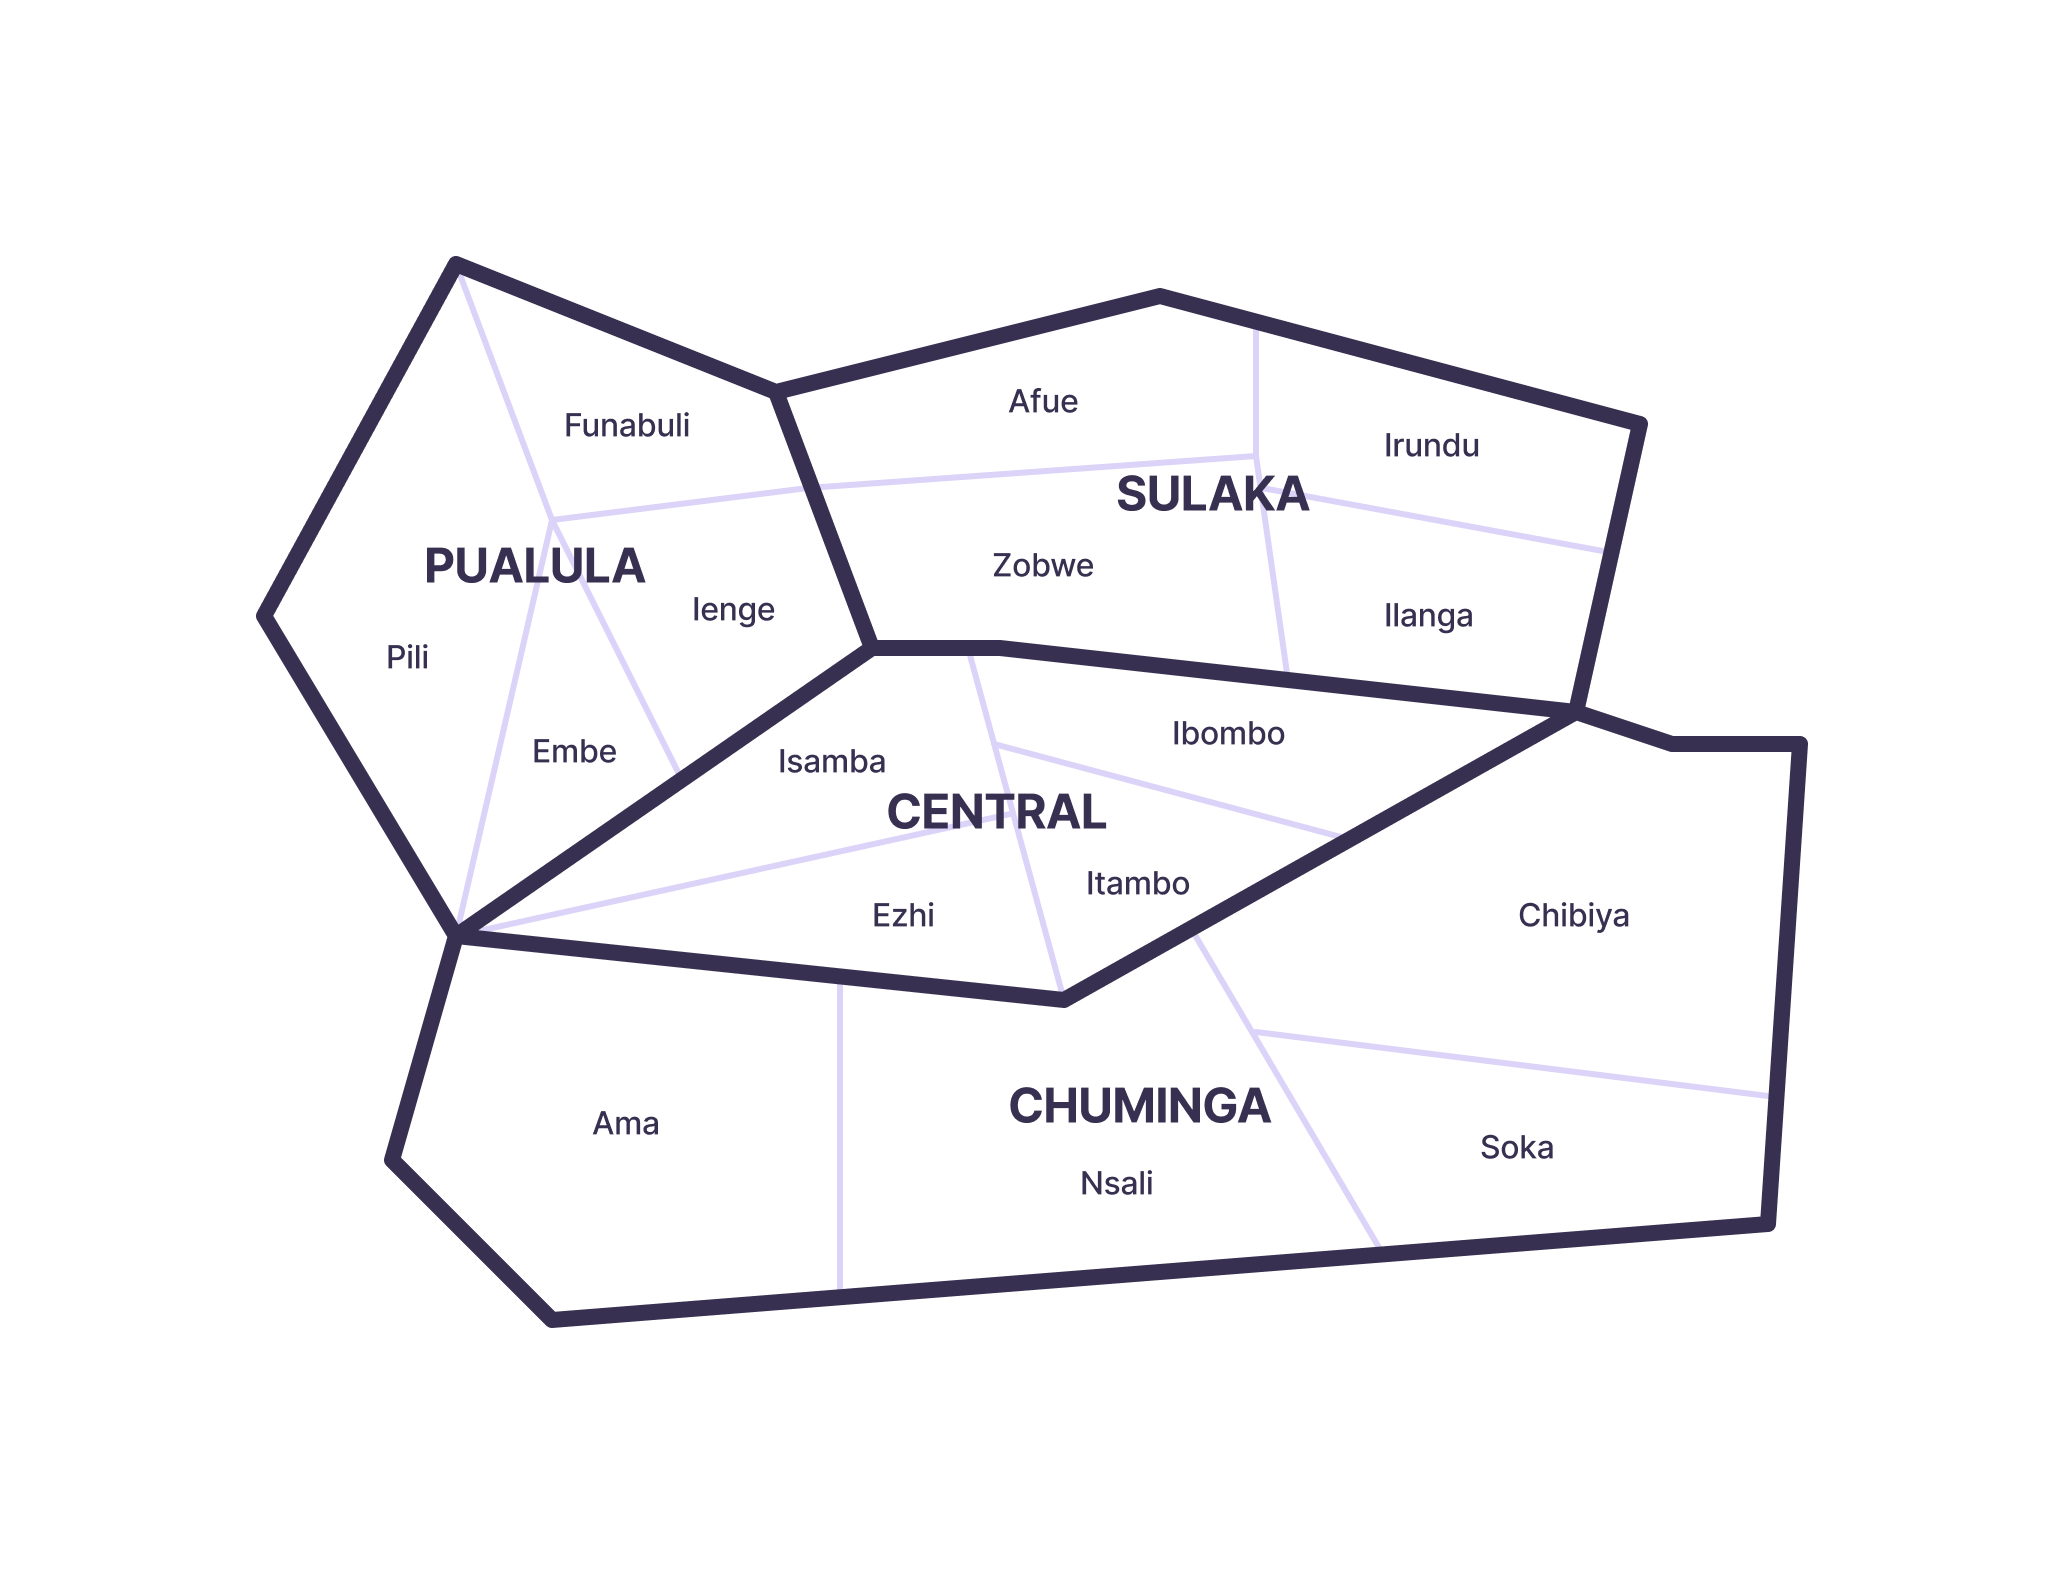 Afue
Funabuli
Irundu
SULAKA
PUALULA
Zobwe
Ienge
Ilanga
Pili
Ibombo
Embe
Isamba
CENTRAL
Itambo
Ezhi
Chibiya
CHUMINGA
Ama
Soka
Nsali